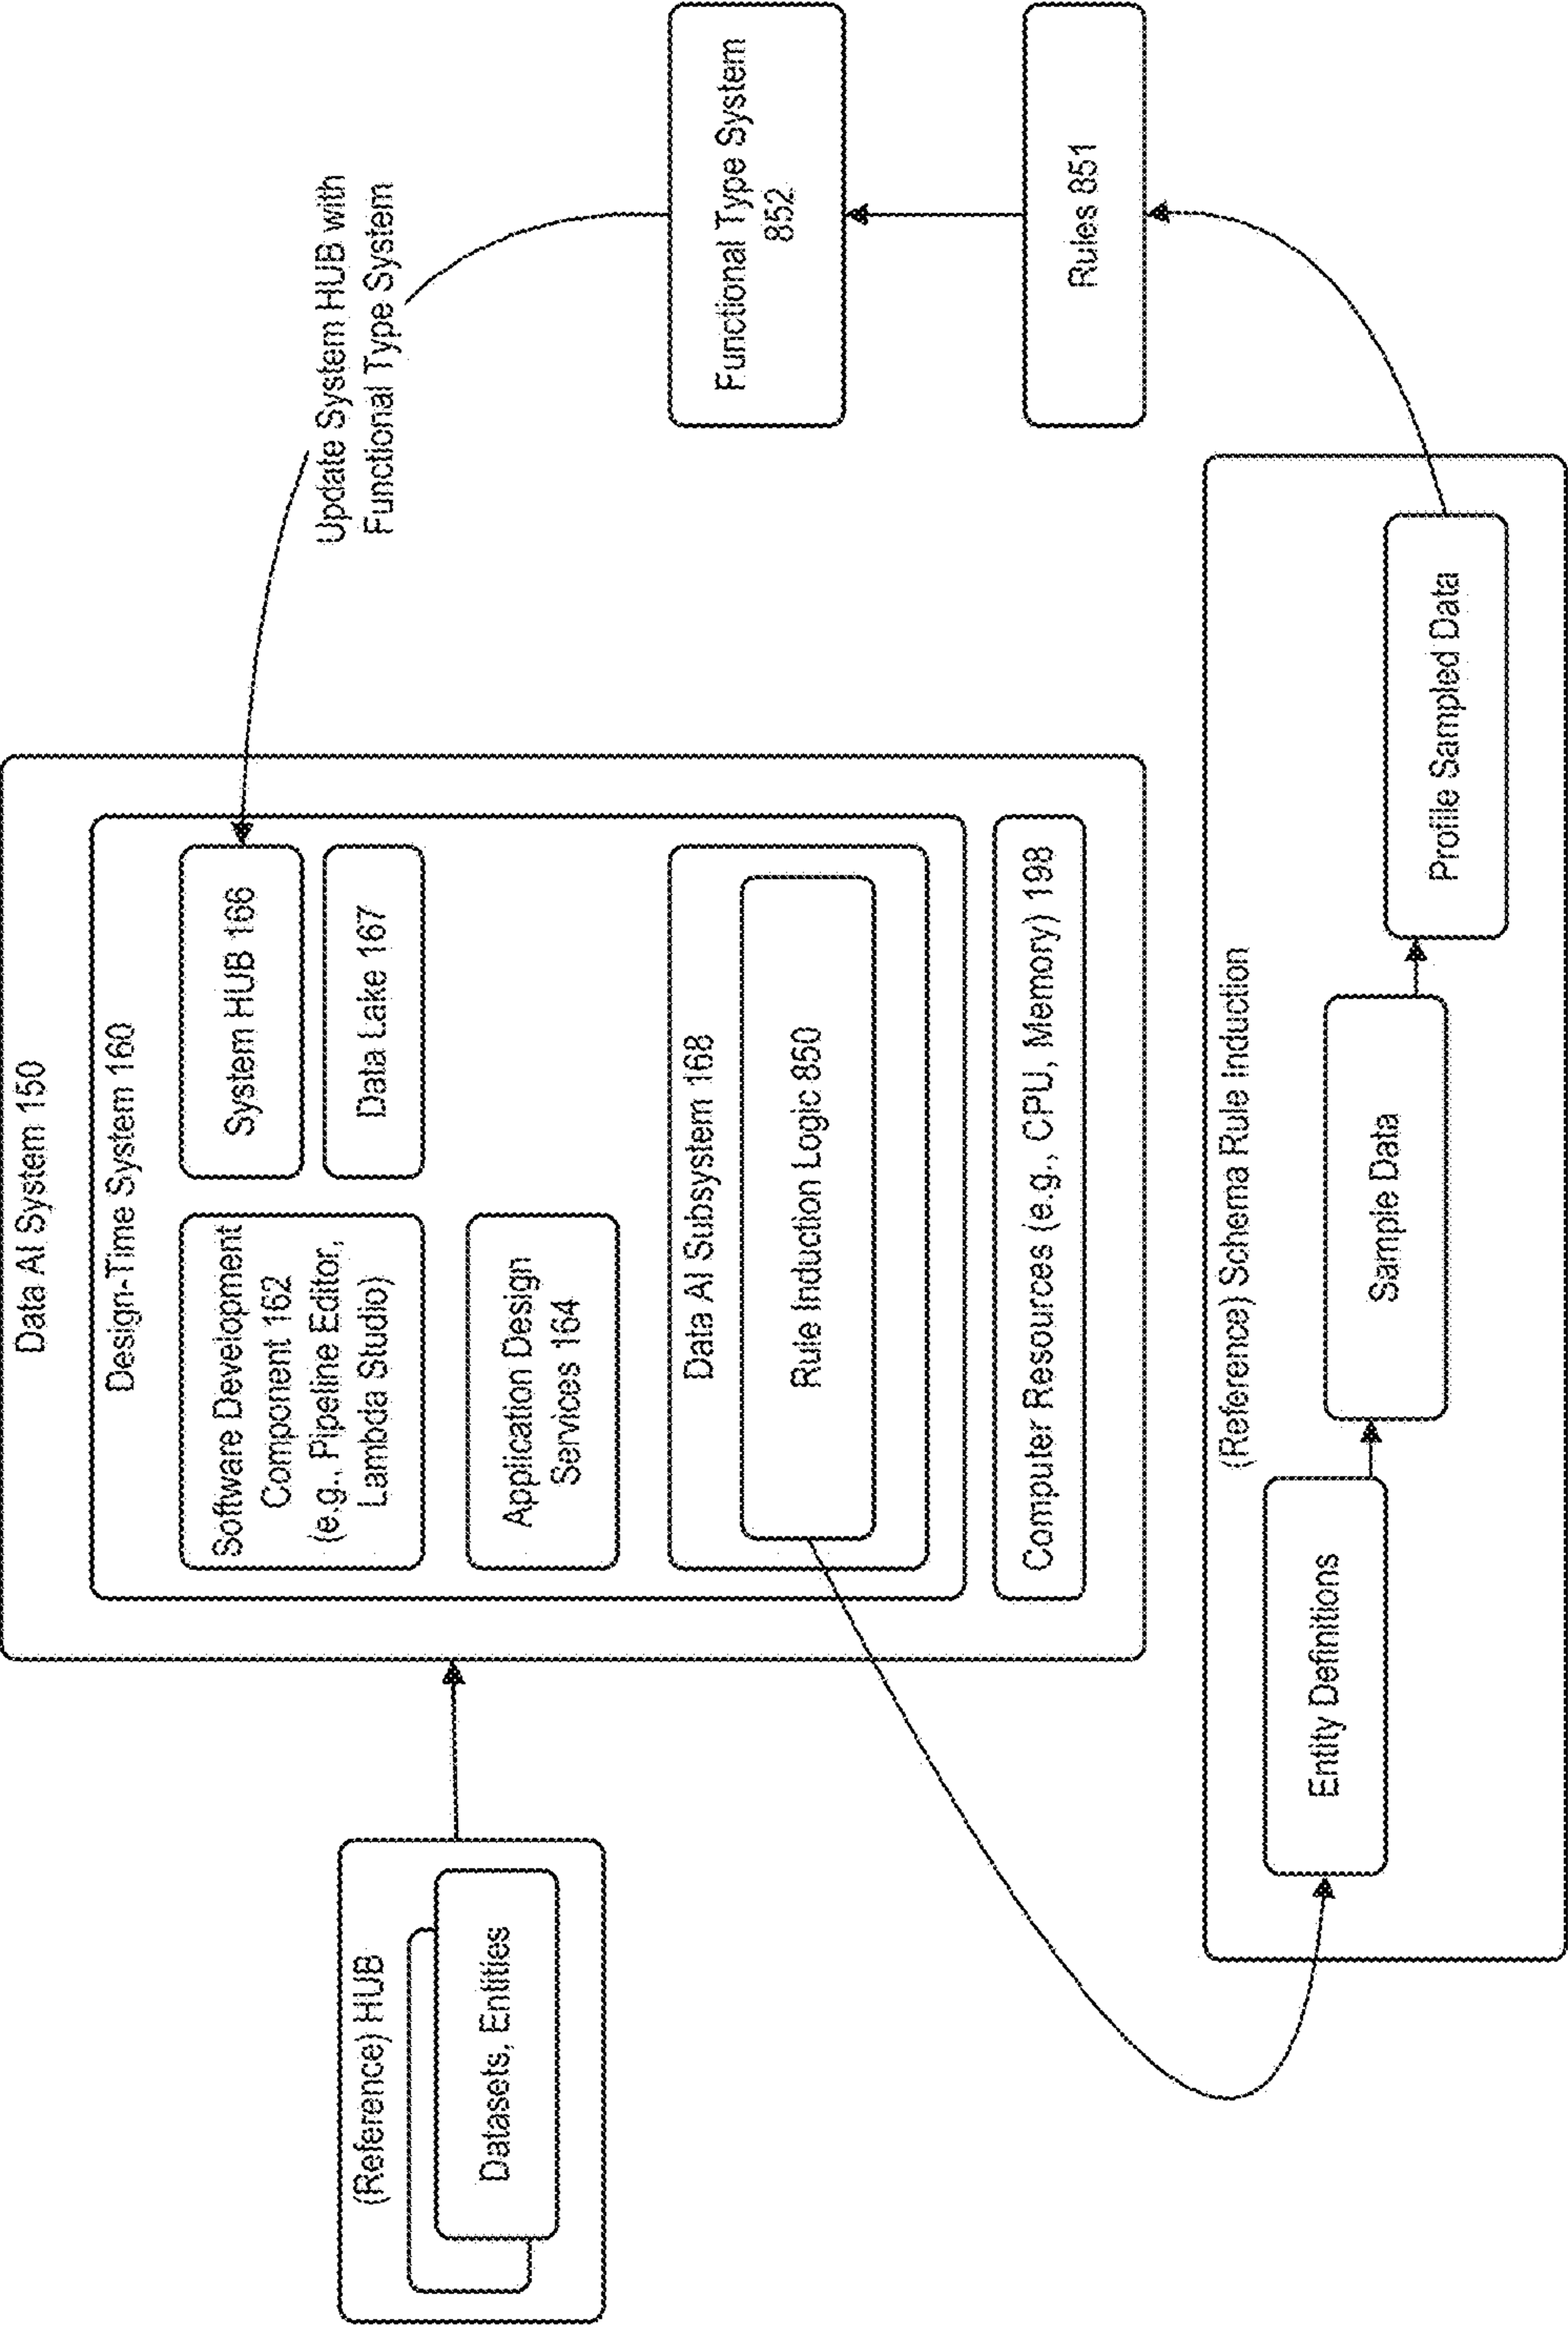 (Reference) HUB
Datasets, Entities
Data AI System 150
Design-Time System 160
Software Development
Component 162
(e.g., Pipeline Editor,
Lambda Studio)
System HUB 166
Data Lake 167
Application Design
Services 164
Data AI Subsystem 168
Rule Induction Logic 850
Computer Resources (e.g., CPU, Memory) 198
Update System HUB with
Functional Type System
Functional Type System
852
Rules 851
(Reference) Schema Rule Induction
Entity Definitions
Sample Data
Profile Sampled Data